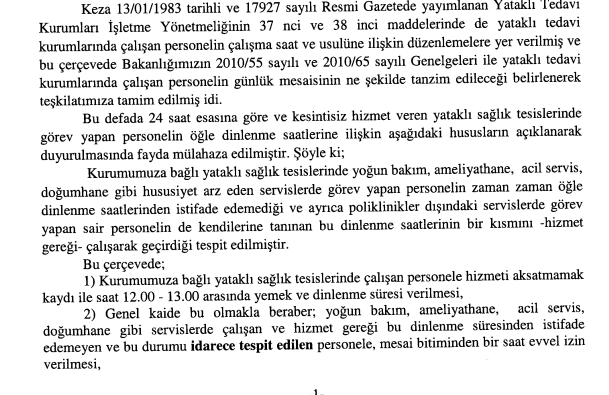 Keza 13/01/1983 tarihli ve 17927 sayılı Resmi Gazetede yayımlanan Yataklı Tedavi
Kurumları İşletme Yönetmeliğinin 37 nci ve 38 inci maddelerinde de yataklı tedavi
kurumlarında çalışan personelin çalışma saat ve usulüne ilişkin düzenlemelere yer verilmiş ve
bu çerçevede Bakanlığımızın 2010/55 sayılı ve 2010/65 sayılı Genelgeleri ile yataklı tedavi
kurumlarında çalışan personelin günlük mesaisinin ne şekilde tanzim edileceği belirlenerek
teşkilatımıza tamim edilmiş idi.
Bu defada 24 saat esasına göre ve kesintisiz hizmet veren yataklı sağlık tesislerinde
görev yapan personelin öğle dinlenme saatlerine ilişkin aşağıdaki hususların açıklanarak
duyurulmasında fayda mülahaza edilmiştir. Şöyle ki;
Kurumumuza bağlı yataklı sağlık tesislerinde yoğun bakım, ameliyathane, acil servis,
doğumhane gibi hususiyet arz eden servislerde görev yapan personelin zaman zaman öğle
dinlenme saatlerinden istifade edemediği ve ayrıca poliklinikler dışındaki servislerde görev
yapan sair personelin de kendilerine tanınan bu dinlenme saatlerinin bir kısmını -hizmet
gereği- çalışarak geçirdiği tespit edilmiştir.
Bu çerçevede;
1) Kurumumuza bağlı yataklı sağlık tesislerinde çalışan personele hizmeti aksatmamak
kaydı ile saat 12.00 - 13.00 arasında yemek ve dinlenme süresi verilmesi,
2) Genel kaide bu olmakla beraber; yoğun bakım, ameliyathane, acil servis,
doğumhane gibi servislerde çalışan ve hizmet gereği bu dinlenme süresinden istifade
edemeyen ve bu durumu idarece tespit edilen personele, mesai bitiminden bir saat evvel izin
verilmesi,